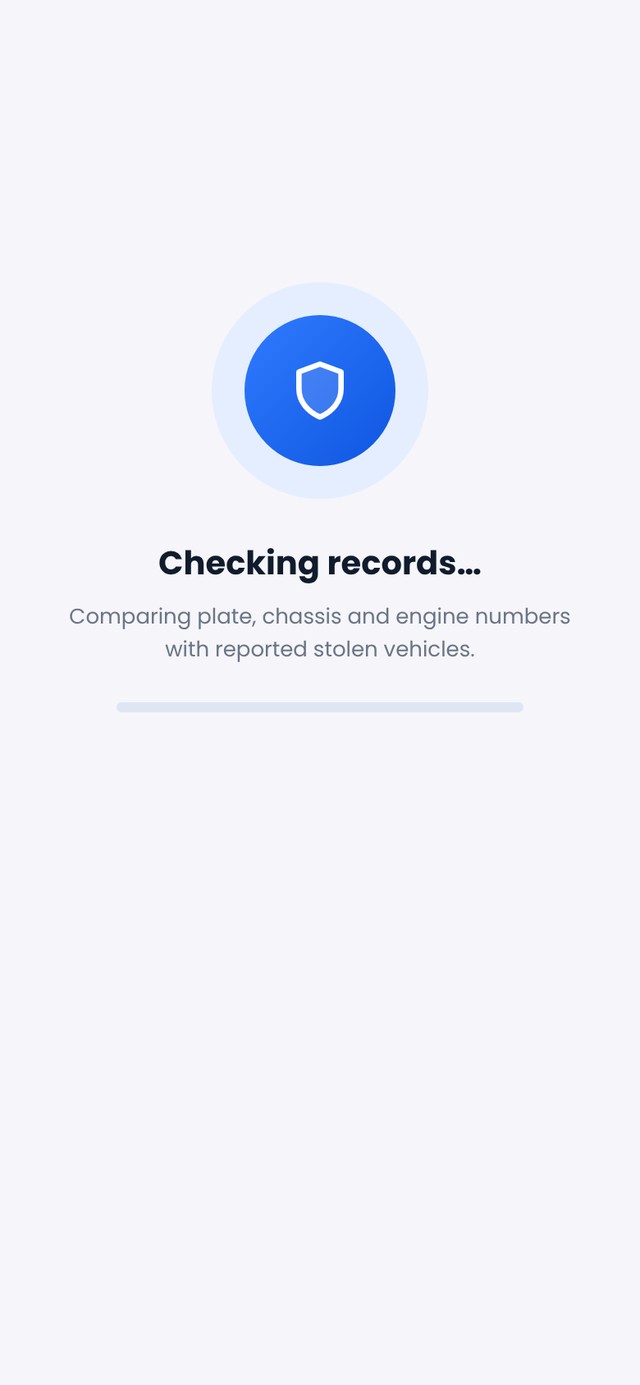 Checking records...
Comparing plate, chassis and engine numbers
with reported stolen vehicles.